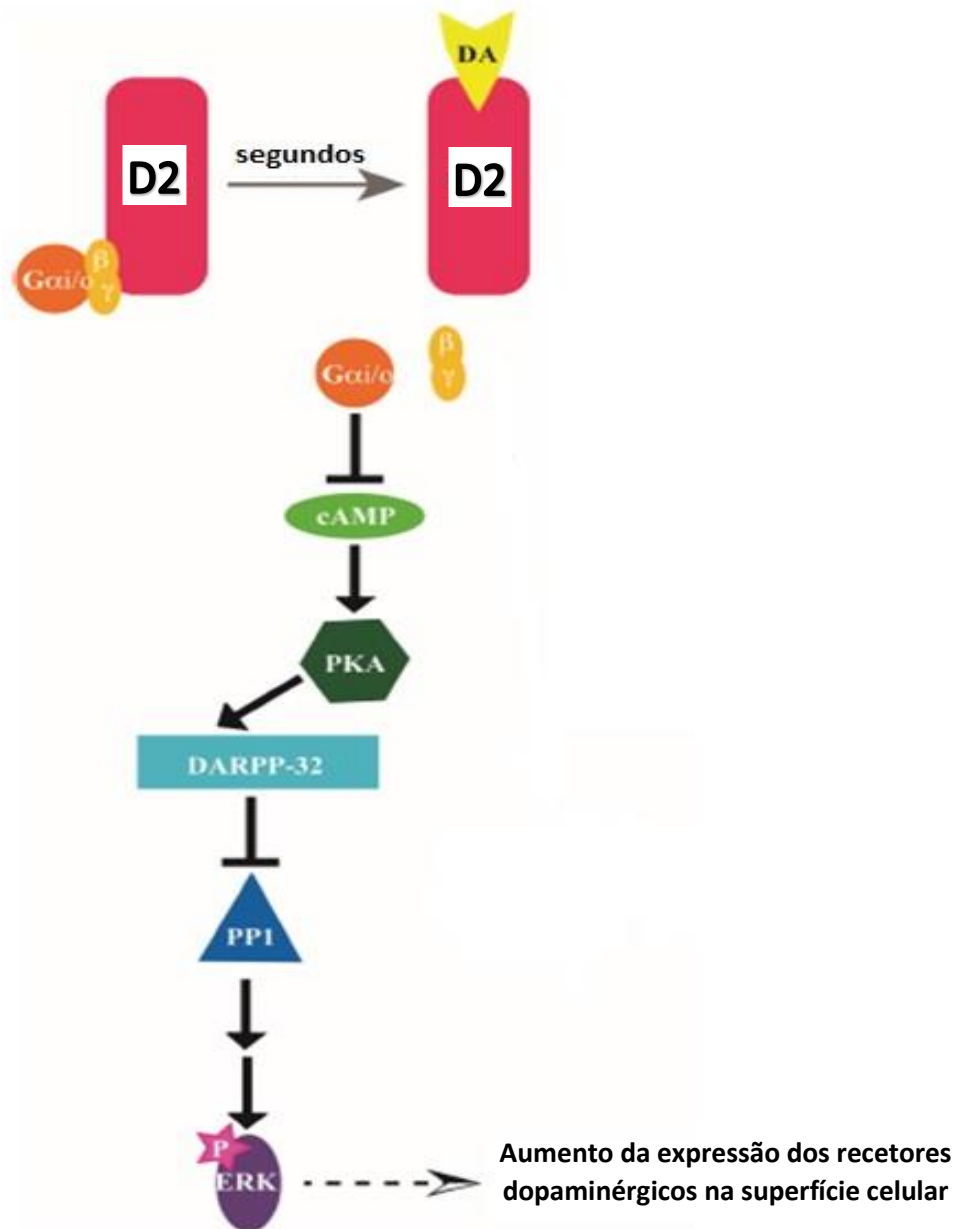 DA
D2
segundos
D2
Gαi/o
β
γ
Gαi/o
β
γ
cAMP
PKA
DARPP-32
PP1
P
ERK
Aumento da expressão dos recetores
dopaminérgicos na superfície celular